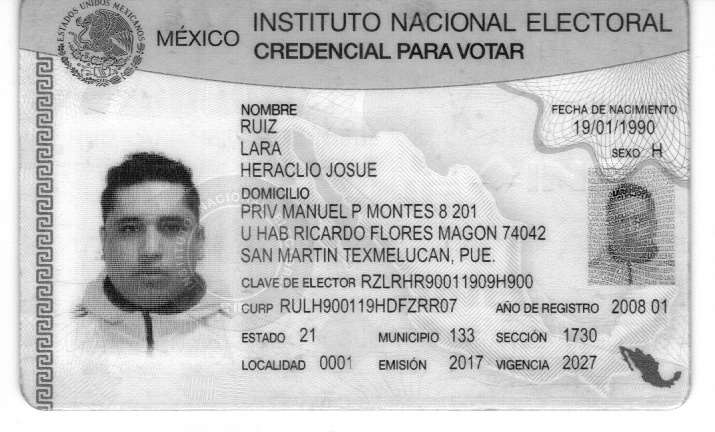 ESTADOS UNIDOS MEXICANOS
MÉXICO
INSTITUTO NACIONAL ELECTORAL
CREDENCIAL PARA VOTAR
NOMBRE
RUIZ
LARA
HERACLIO JOSUE
FECHA DE NACIMIENTO
19/01/1990
SEXO H
DOMICILIO
PRIV MANUEL P MONTES 8 201
U HAB RICARDO FLORES MAGON 74042
SAN MARTIN TEXMELUCAN, PUE.
CLAVE DE ELECTOR RZLRHR90011909H900
CURP RULH900119HDFZRR07 AÑO DE REGISTRO 2008 01
ESTADO 21 MUNICIPIO 133 SECCIÓN 1730
LOCALIDAD 0001 EMISIÓN 2017 VIGENCIA 2027